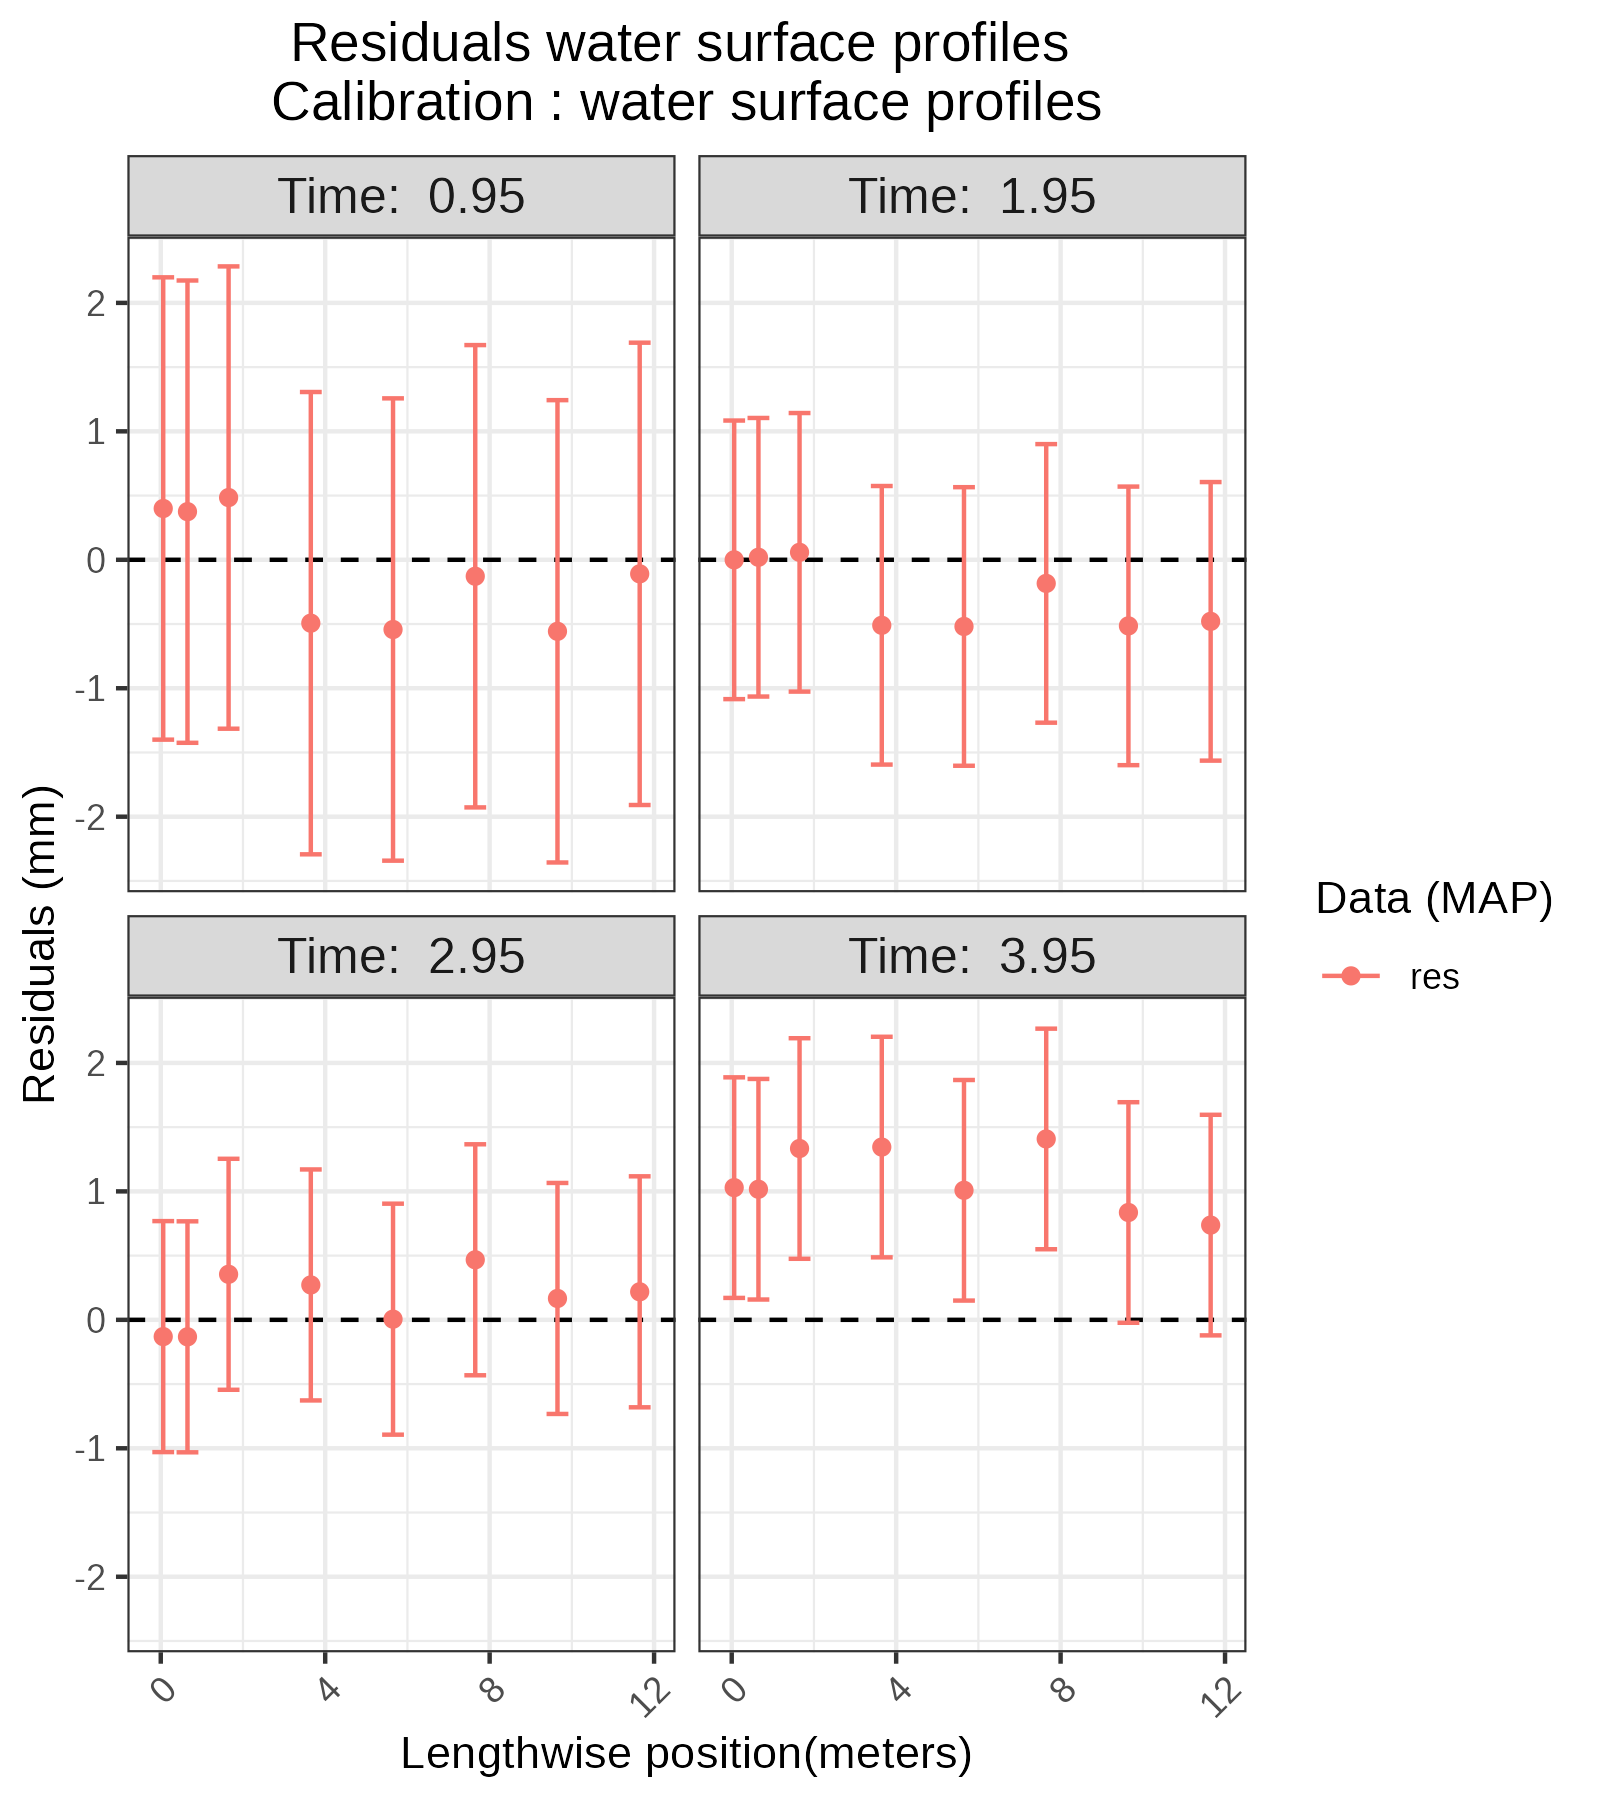 Residuals water surface profiles
Calibration : water surface profiles
Time:  0.95
Time:  1.95
2
1
0
-1
-2
Time:  2.95
Time:  3.95
2
1
0
-1
-2
0
4
8
12
0
4
8
12
Lengthwise position(meters)
Residuals (mm)
Data (MAP)
res